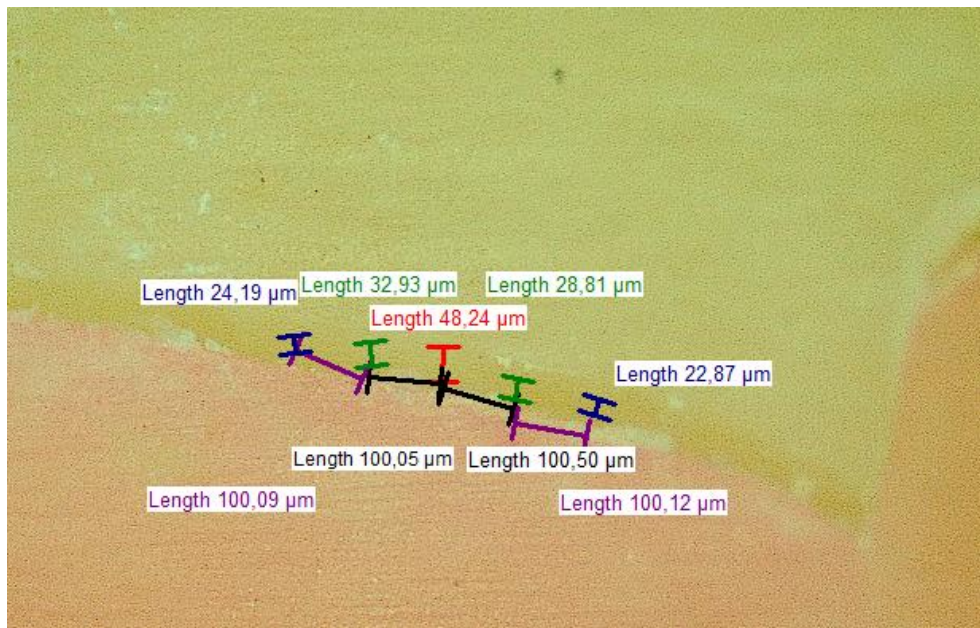 Length 24,19 µm
Length 32,93 µm
Length 28,81 µm
Length 48,24 µm
Length 22,87 µm
Length 100,05 µm
Length 100,50 µm
Length 100,09 µm
Length 100,12 µm